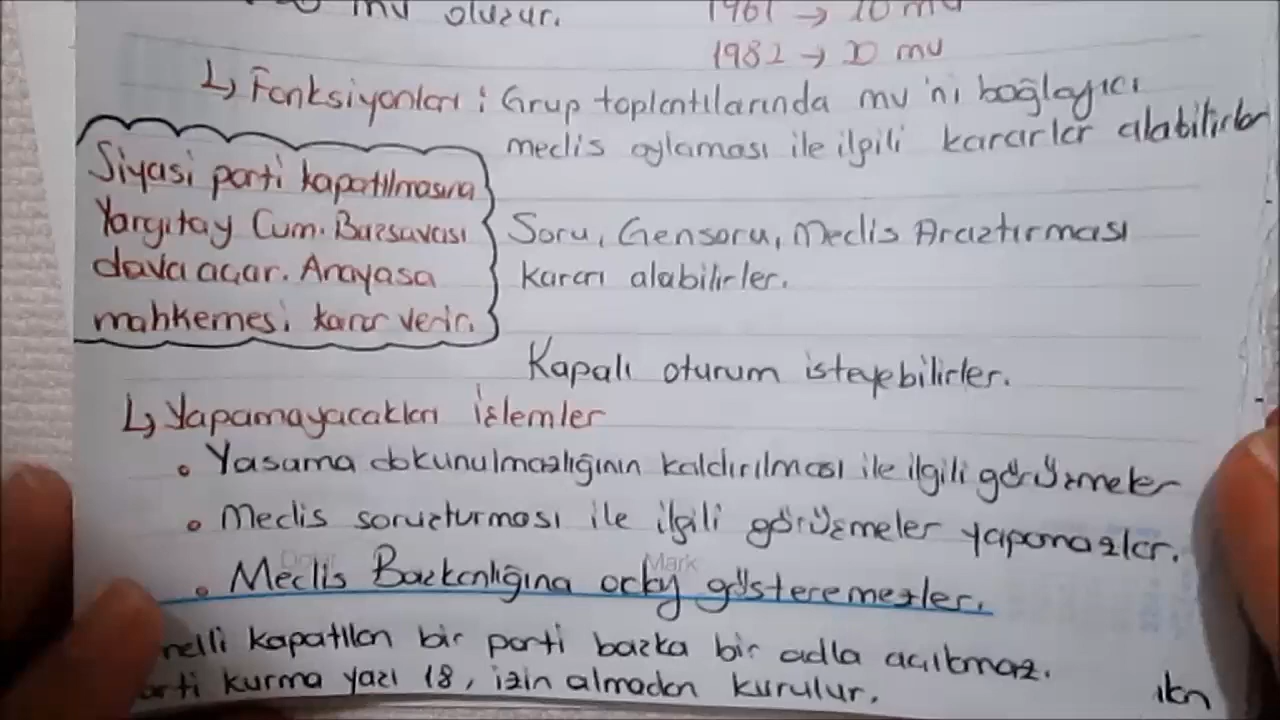 mv oluşur.
1961 → 10 mv
1982 → 20 mv
↳ Fonksiyonları : Grup toplantılarında mv'ni bağlayıcı
meclis oylaması ile ilgili kararlar alabilirler
Siyasi parti kapatılmasına
Yargıtay Cum. Başsavcısı
dava açar. Anayasa
mahkemesi karar verir.
Soru, Gensoru, Meclis Araştırması
kararı alabilirler.
Kapalı oturum isteyebilirler.
↳ Yapamayacakları işlemler
• Yasama dokunulmazlığının kaldırılması ile ilgili görüşmeler
• Meclis soruşturması ile ilgili görüşmeler yapamazlar.
• Meclis Başkanlığına aday gösteremezler.
nelli kapatılan bir parti başka bir adla açılamaz.
arti kurma yaşı 18, izin almadan kurulur.